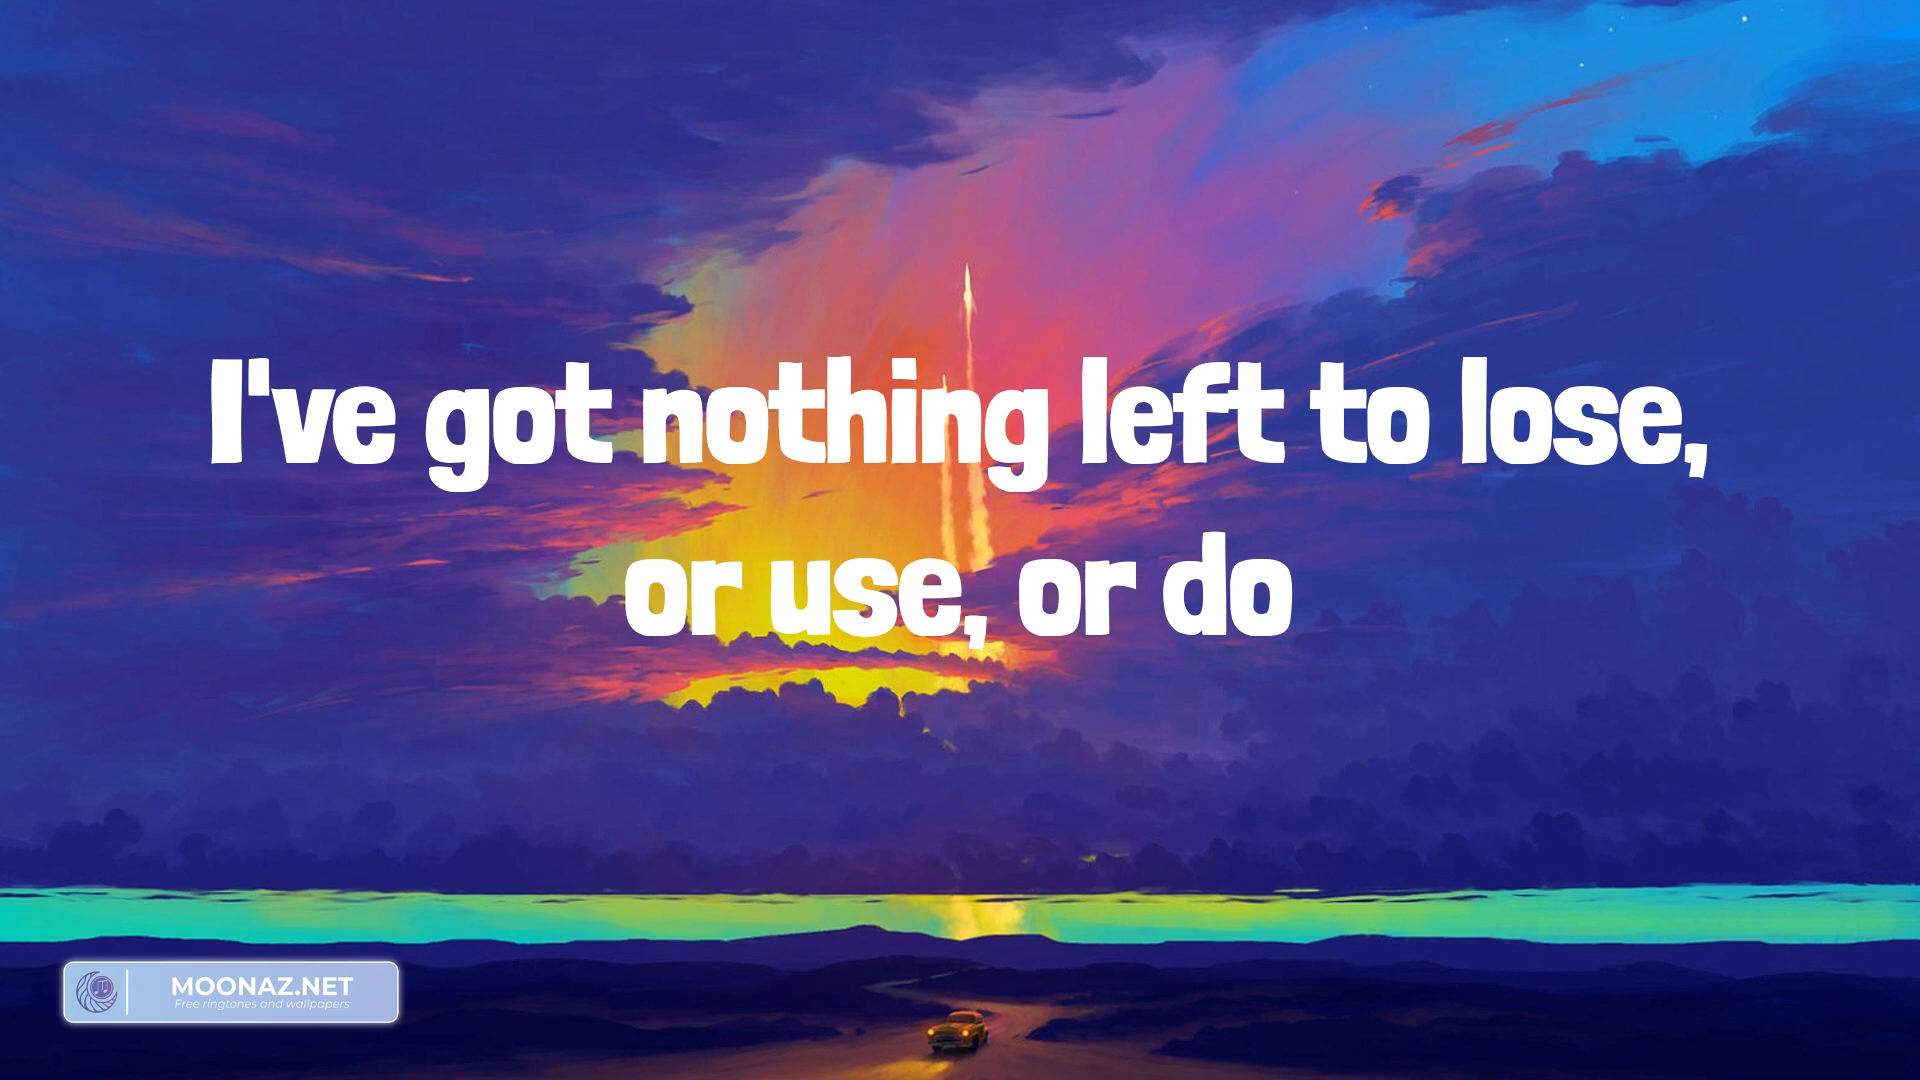 I've got nothing left to lose,
or use, or do
MOONAZ.NET
Free ringtones and wallpapers